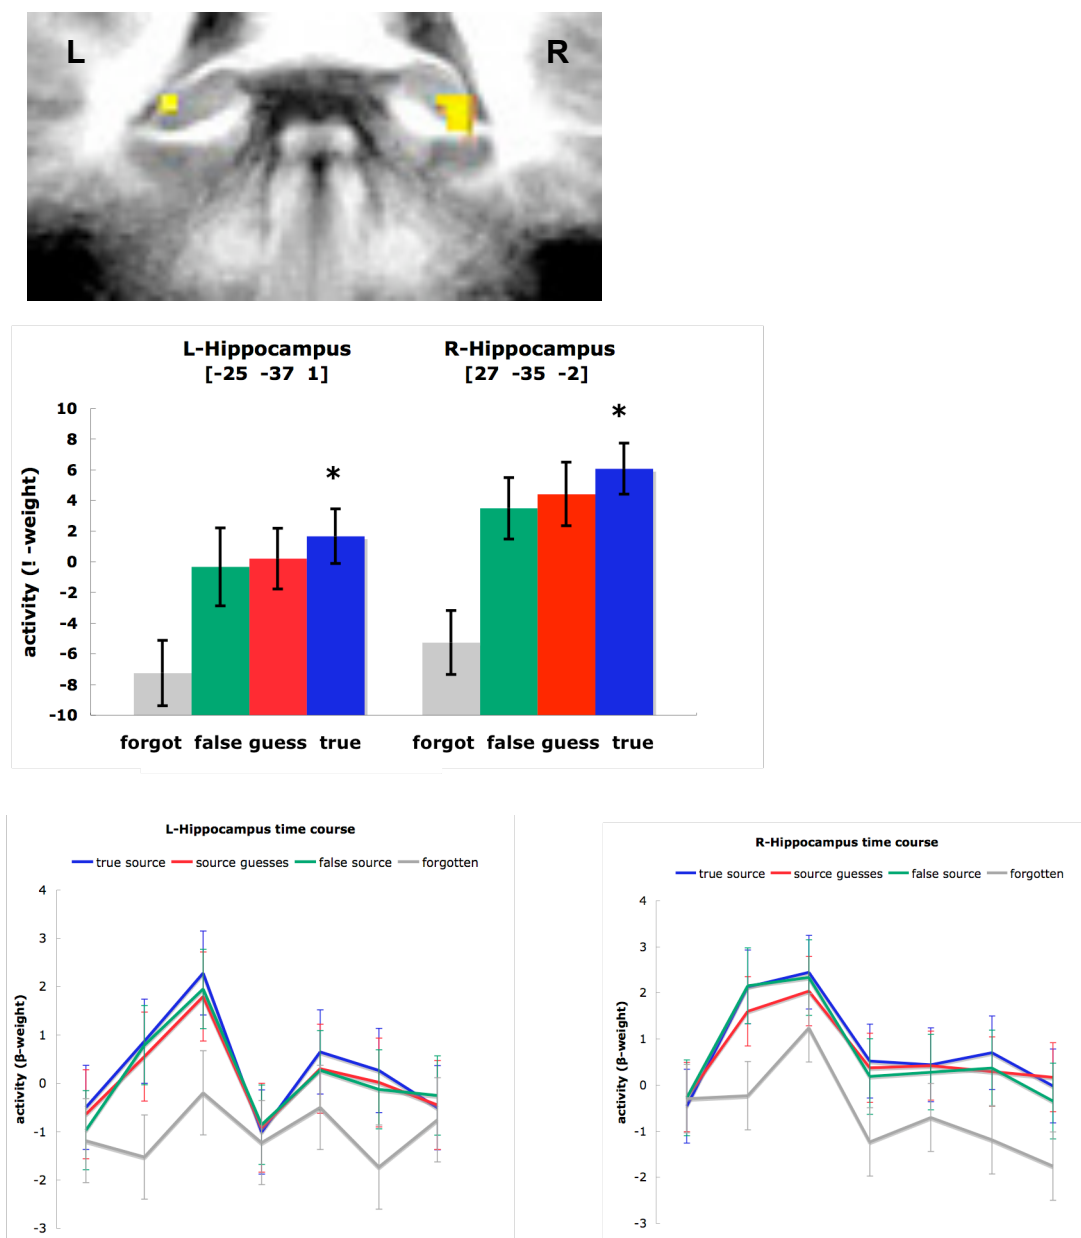 L R
L-Hippocampus R-Hippocampus
[-25 -37 1] [27 -35 -2]
activity (! -weight)
10
8
6
4
2
0
-2
-4
-6
-8
-10
*
*
forgot false guess true forgot false guess true
L-Hippocampus time course
true source source guesses false source forgotten
activity (β-weight)
4
3
2
1
0
-1
-2
-3
R-Hippocampus time course
true source source guesses false source forgotten
activity (β-weight)
4
3
2
1
0
-1
-2
-3